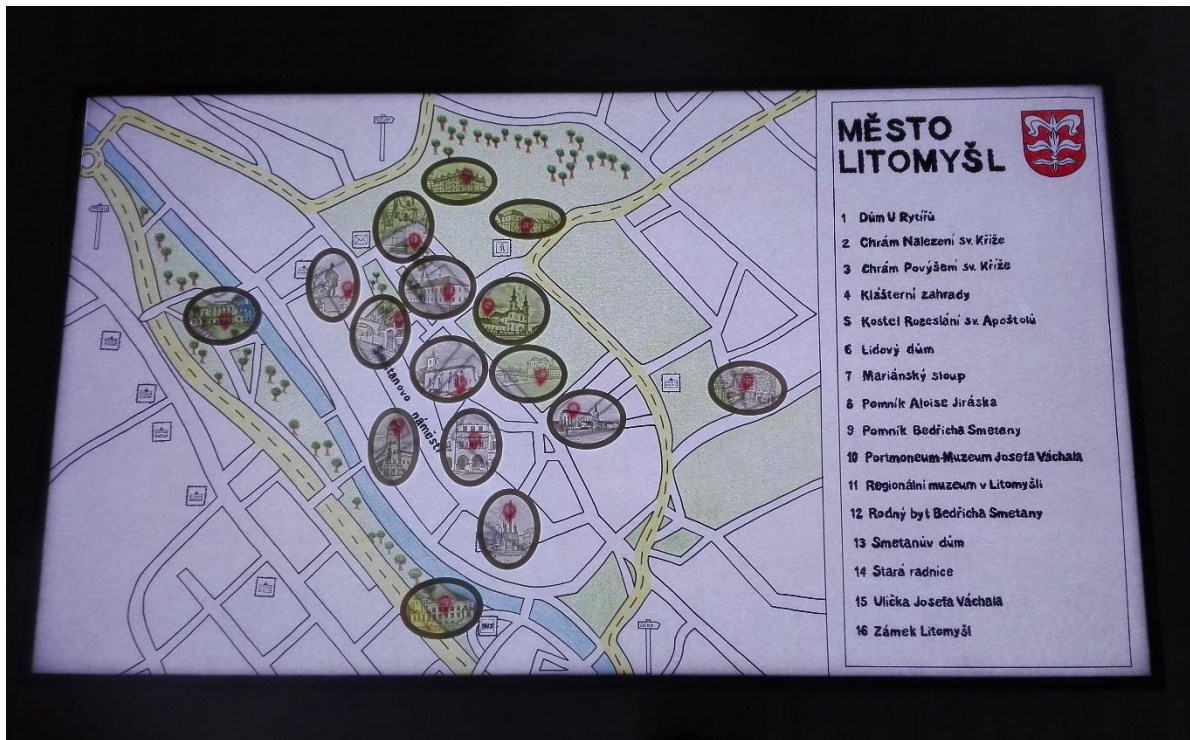 MĚSTO
LITOMYŠL
1 Dům U Rytířů
2 Chrám Nalezení sv. Kříže
3 Chrám Povýšení sv. Kříže
4 Klášterní zahrady
5 Kostel Rozeslání sv. Apoštolů
6 Lidový dům
7 Mariánský sloup
8 Pomník Aloise Jiráska
9 Pomník Bedřicha Smetany
10 Portmoneum-Muzeum Josefa Váchala
11 Regionální muzeum v Litomyšli
12 Rodný byt Bedřicha Smetany
13 Smetanův dům
14 Stará radnice
15 Ulička Josefa Váchala
16 Zámek Litomyšl
náměstí
BUS